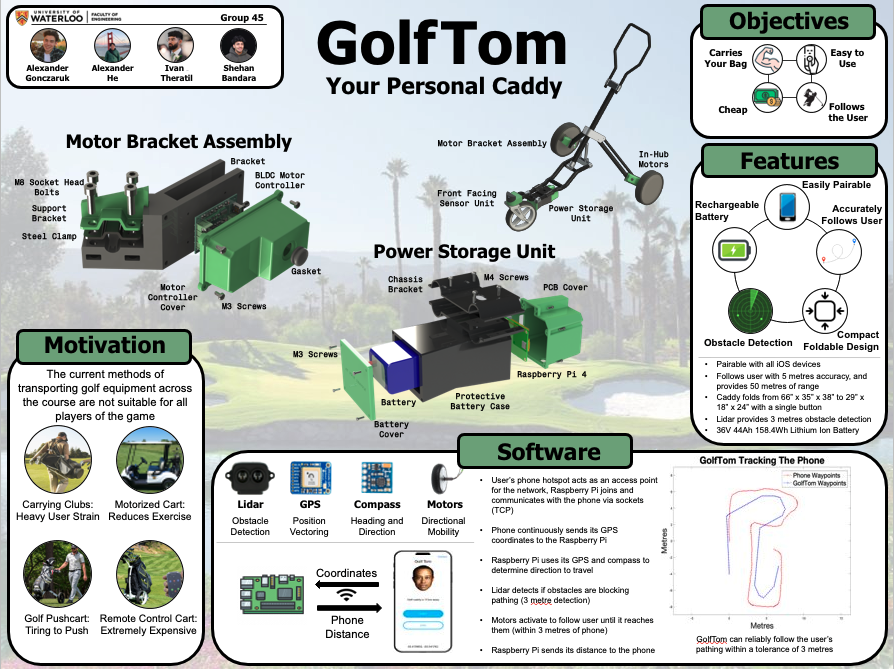 UNIVERSITY OF
WATERLOO
FACULTY OF
ENGINEERING
Group 45
Alexander
Gonczaruk
Alexander
He
Ivan
Theratil
Shehan
Bandara
GolfTom
Your Personal Caddy
Objectives
Carries
Your Bag
Easy to
Use
Cheap
Follows
the User
Motor Bracket Assembly
Bracket
BLDC Motor
Controller
M8 Socket Head
Bolts
Support
Bracket
Steel Clamp
Motor
Controller
Cover
M3 Screws
Gasket
Motor Bracket Assembly
In-Hub
Motors
Front Facing
Sensor Unit
Power Storage
Unit
Features
Easily Pairable
Rechargeable
Battery
Accurately
Follows User
Obstacle Detection
Compact
Foldable Design
• Pairable with all iOS devices
• Follows user with 5 metres accuracy, and
provides 50 metres of range
• Caddy folds from 66” x 35” x 38” to 29” x
18” x 24” with a single button
• Lidar provides 3 metres obstacle detection
• 36V 44Ah 158.4Wh Lithium Ion Battery
Power Storage Unit
Chassis
Bracket
M4 Screws
PCB Cover
M3 Screws
Raspberry Pi 4
Battery
Protective
Battery Case
Battery
Cover
Motivation
The current methods of
transporting golf equipment across
the course are not suitable for all
players of the game
Carrying Clubs:
Heavy User Strain
Motorized Cart:
Reduces Exercise
Golf Pushcart:
Tiring to Push
Remote Control Cart:
Extremely Expensive
Software
Lidar
Obstacle
Detection
GPS
Position
Vectoring
Compass
Heading and
Direction
Motors
Directional
Mobility
Coordinates
Phone
Distance
Golf Tom
• User's phone hotspot acts as an access point
for the network, Raspberry Pi joins and
communicates with the phone via sockets
(TCP)
• Phone continuously sends its GPS
coordinates to the Raspberry Pi
• Raspberry Pi uses its GPS and compass to
determine direction to travel
• Lidar detects if obstacles are blocking
pathing (3 metre detection)
• Motors activate to follow user until it reaches
them (within 3 metres of phone)
• Raspberry Pi sends its distance to the phone
GolfTom Tracking The Phone
Phone Waypoints
GolfTom Waypoints
Metres
Metres
GolfTom can reliably follow the user's
pathing within a tolerance of 3 metres